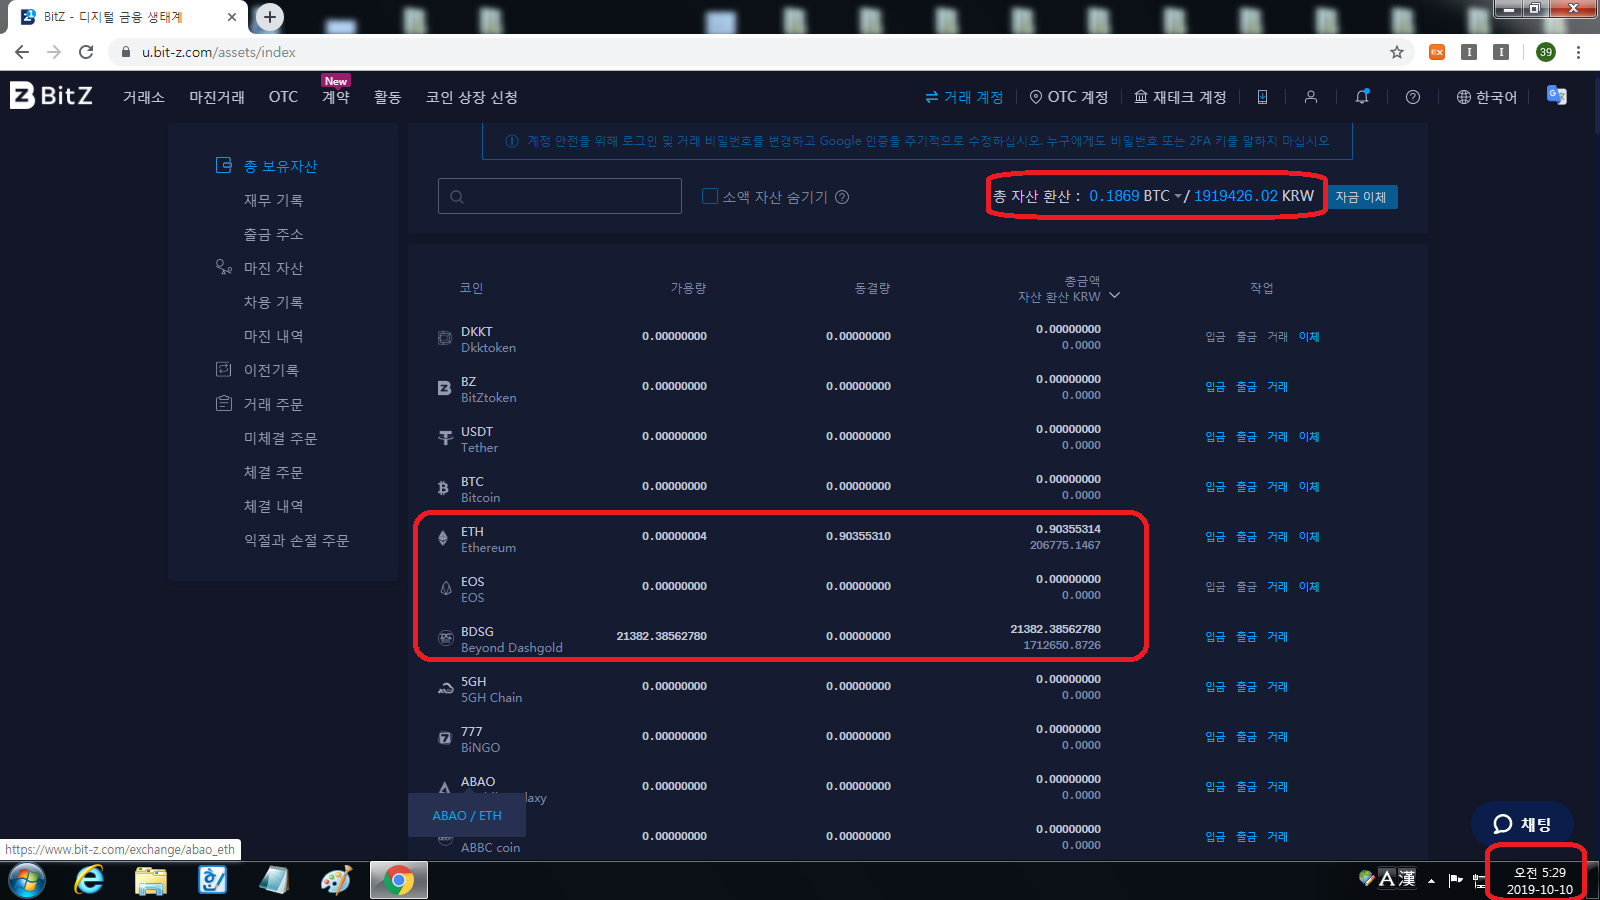 BitZ - 디지털 금융 생태계
u.bit-z.com/assets/index
39
BitZ
거래소
마진거래
OTC
New
계약
활동
코인 상장 신청
거래 계정
OTC 계정
재테크 계정
한국어
계정 안전을 위해 로그인 및 거래 비밀번호를 변경하고 Google 인증을 주기적으로 수정하십시오. 누구에게도 비밀번호 또는 2FA 키를 말하지 마십시오
소액 자산 숨기기
총 자산 환산 : 0.1869 BTC / 1919426.02 KRW
자금 이체
총 보유자산
재무 기록
출금 주소
마진 자산
차용 기록
마진 내역
이전기록
거래 주문
미체결 주문
체결 주문
체결 내역
익절과 손절 주문
코인 가용량 동결량 총금액 작업
자산 환산 KRW
DKKT 0.00000000 0.00000000 0.00000000 입금 출금 거래 이체
Dkktoken 0.0000
BZ 0.00000000 0.00000000 0.00000000 입금 출금 거래
BitZtoken 0.0000
USDT 0.00000000 0.00000000 0.00000000 입금 출금 거래 이체
Tether 0.0000
BTC 0.00000000 0.00000000 0.00000000 입금 출금 거래 이체
Bitcoin 0.0000
ETH 0.00000004 0.90355310 0.90355314 입금 출금 거래 이체
Ethereum 206775.1467
EOS 0.00000000 0.00000000 0.00000000 입금 출금 거래 이체
EOS 0.0000
BDSG 21382.38562780 0.00000000 21382.38562780 입금 출금 거래
Beyond Dashgold 1712650.8726
5GH 0.00000000 0.00000000 0.00000000 입금 출금 거래
5GH Chain 0.0000
777 0.00000000 0.00000000 0.00000000 입금 출금 거래
BiNGO 0.0000
ABAO 0.00000000 0.00000000 0.00000000 입금 출금 거래
0.0000
ABAO / ETH
0.00000000 0.00000000 0.00000000 입금 출금 거래
ABBC coin 0.0000
채팅
https://www.bit-z.com/exchange/abao_eth
A 漢
오전 5:29
2019-10-10